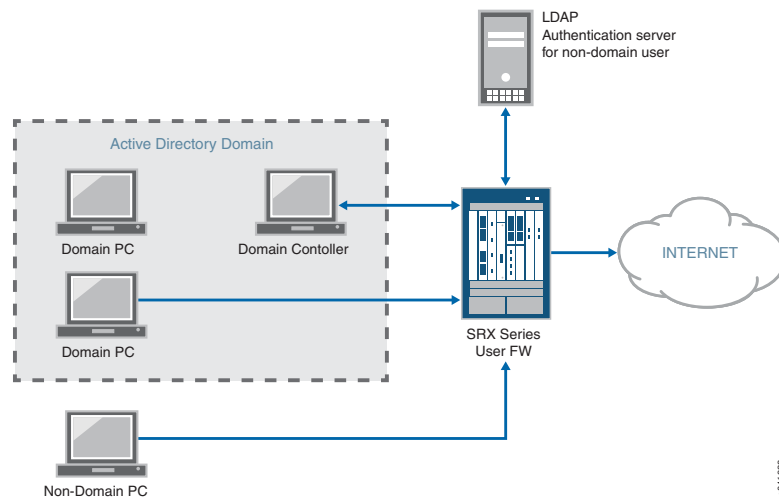 LDAP
Authentication server
for non-domain user
Active Directory Domain
Domain PC
Domain Contoller
INTERNET
Domain PC
SRX Series
User FW
Non-Domain PC